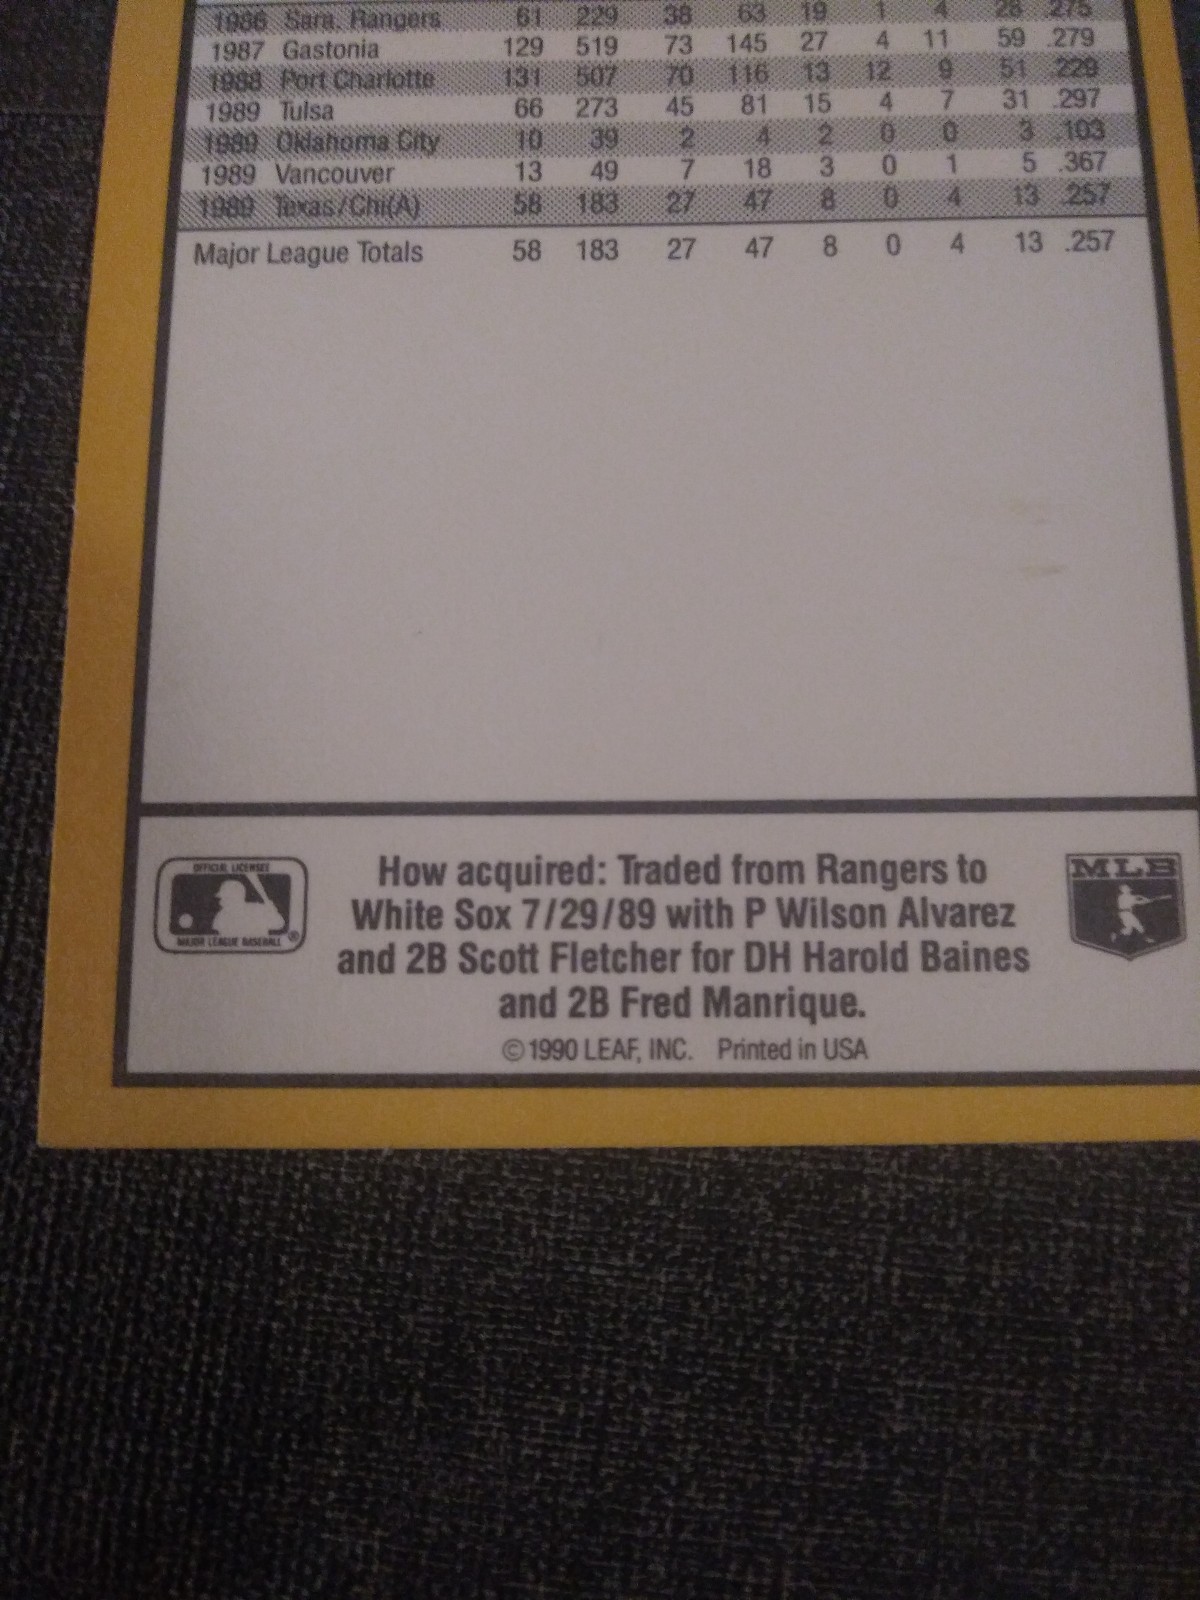 1986 Sara. Rangers 61 229 38 63 19 1 4 28 .275
1987 Gastonia 129 519 73 145 27 4 11 59 .279
1988 Port Charlotte 131 507 70 116 13 12 9 51 .229
1989 Tulsa 66 273 45 81 15 4 7 31 .297
1989 Oklahoma City 10 39 2 4 2 0 0 3 .103
1989 Vancouver 13 49 7 18 3 0 1 5 .367
1989 Texas/Chi(A) 58 183 27 47 8 0 4 13 .257
Major League Totals 58 183 27 47 8 0 4 13 .257
OFFICIAL LICENSEE
MAJOR LEAGUE BASEBALL ®
How acquired: Traded from Rangers to
White Sox 7/29/89 with P Wilson Alvarez
and 2B Scott Fletcher for DH Harold Baines
and 2B Fred Manrique.
MLB
©1990 LEAF, INC. Printed in USA